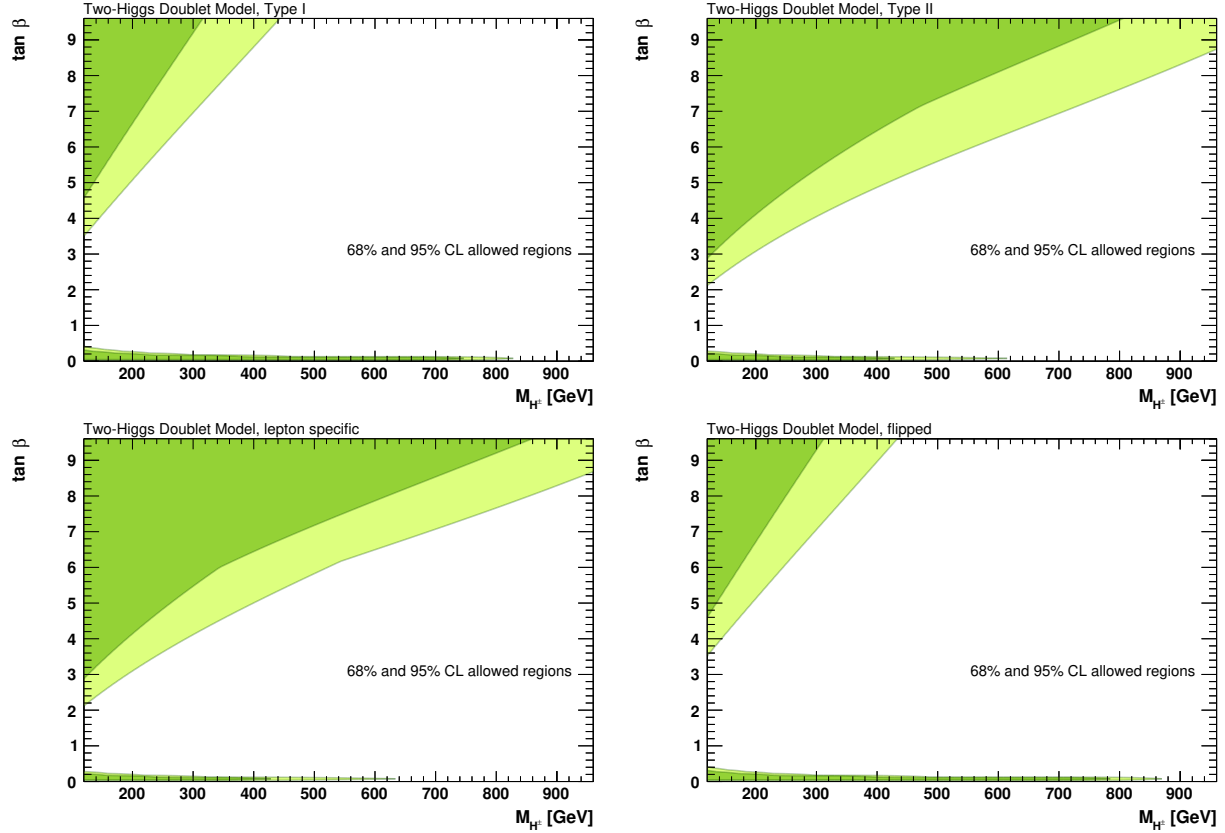 Two-Higgs Doublet Model, Type I
tan β
9
8
7
6
5
4
3
2
1
0
68% and 95% CL allowed regions
200 300 400 500 600 700 800 900
M_H± [GeV]
Two-Higgs Doublet Model, Type II
tan β
9
8
7
6
5
4
3
2
1
0
68% and 95% CL allowed regions
200 300 400 500 600 700 800 900
M_H± [GeV]
Two-Higgs Doublet Model, lepton specific
tan β
9
8
7
6
5
4
3
2
1
0
68% and 95% CL allowed regions
200 300 400 500 600 700 800 900
M_H± [GeV]
Two-Higgs Doublet Model, flipped
tan β
9
8
7
6
5
4
3
2
1
0
68% and 95% CL allowed regions
200 300 400 500 600 700 800 900
M_H± [GeV]